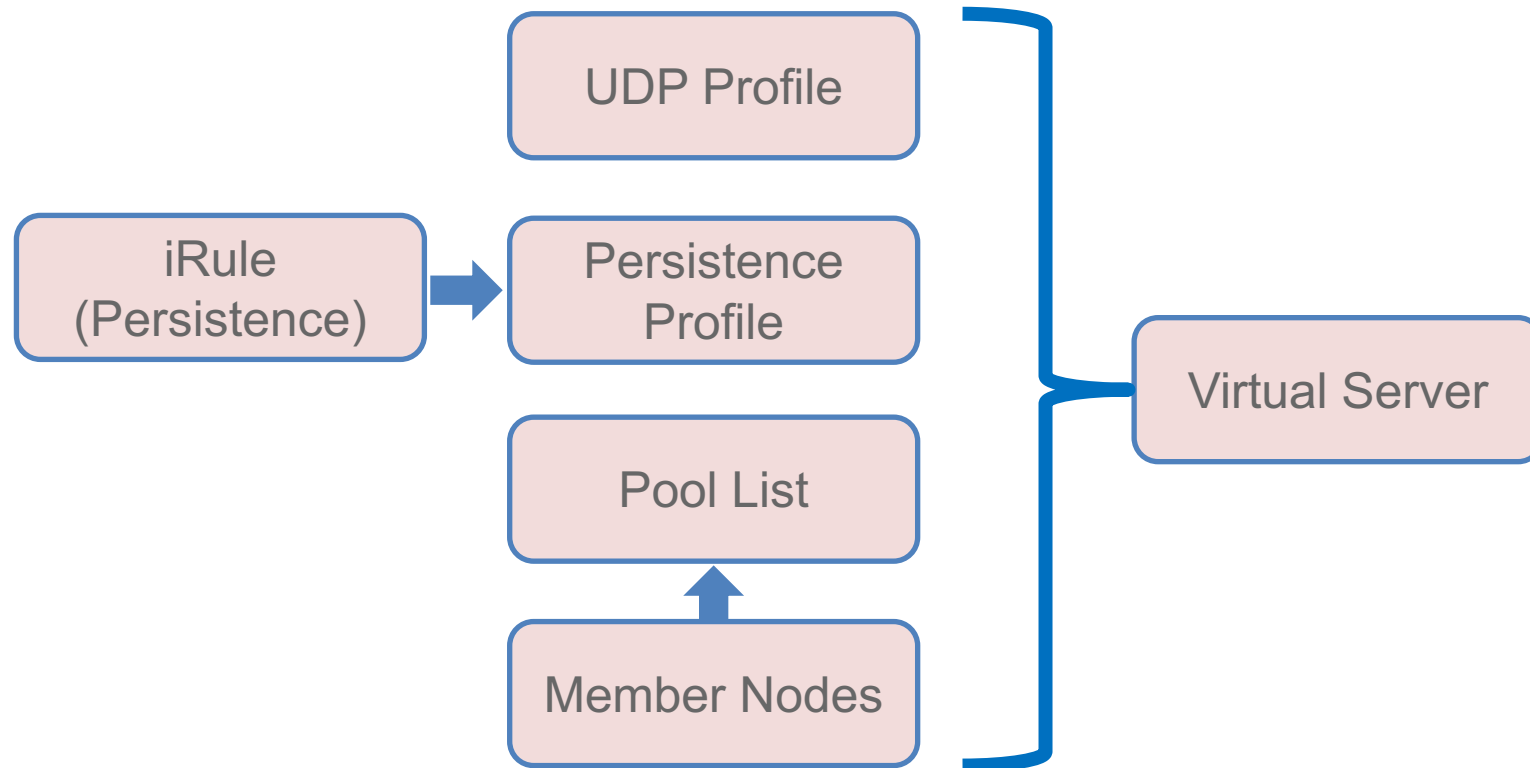 UDP Profile
iRule
(Persistence)
Persistence
Profile
Pool List
Member Nodes
Virtual Server